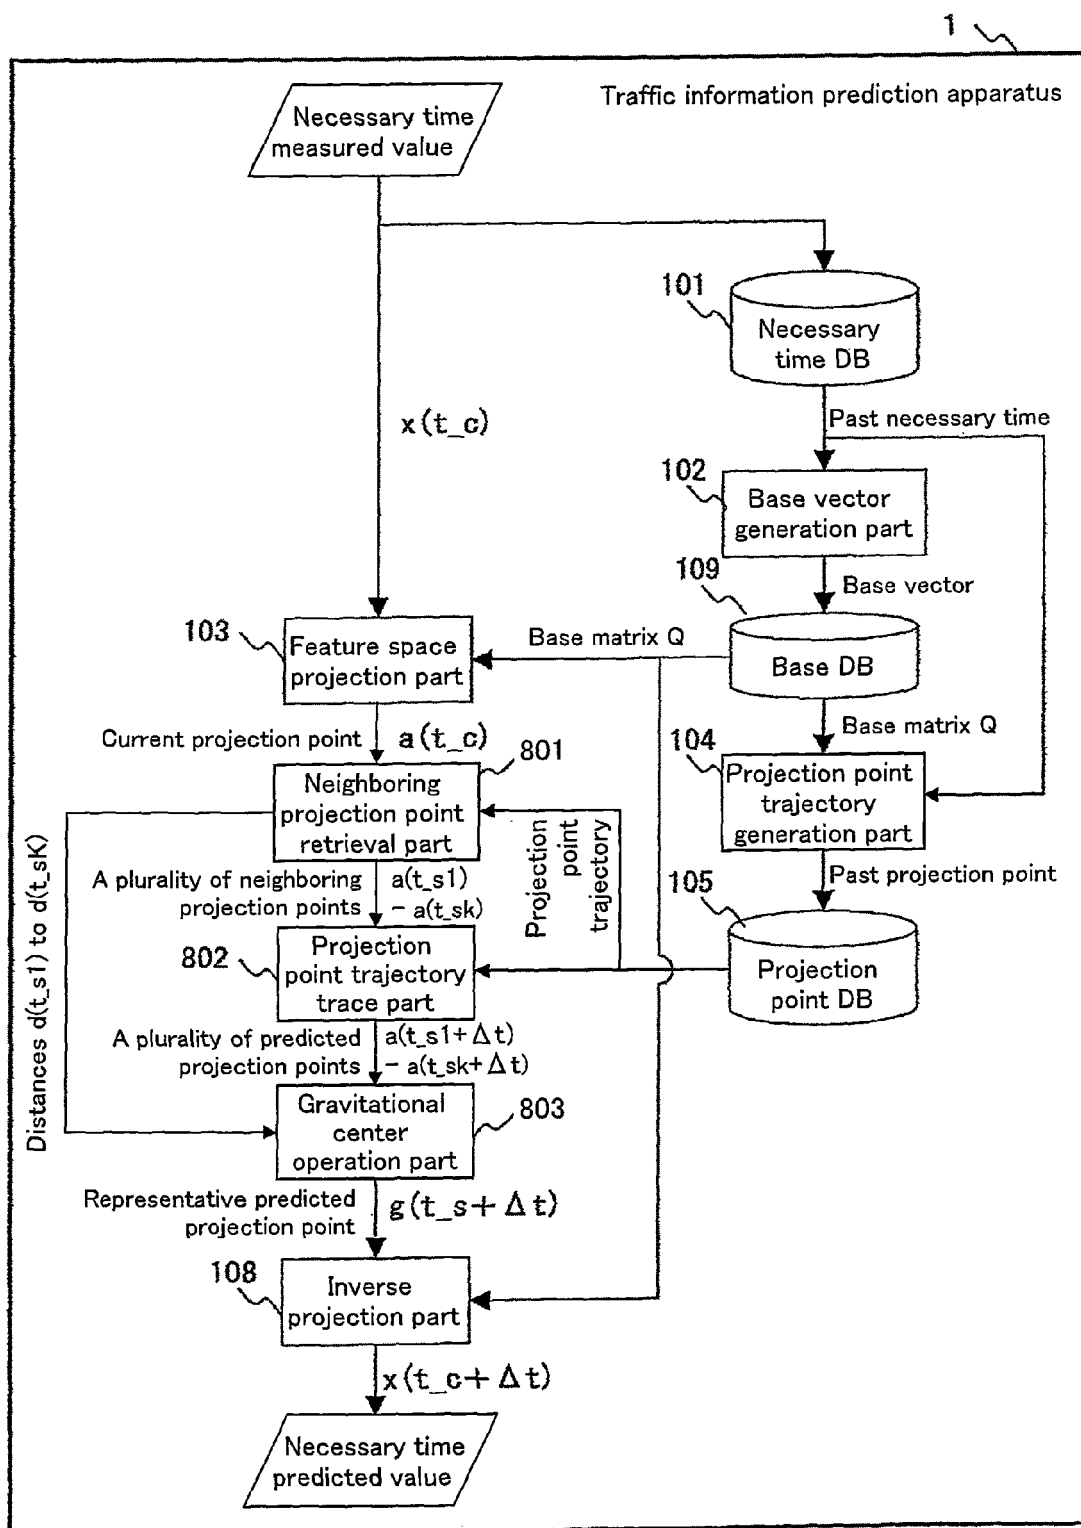 1
Traffic information prediction apparatus
Necessary time
measured value
101
Necessary
time DB
x(t_c)
Past necessary time
102
Base vector
generation part
109
Base vector
103
Feature space
projection part
Base matrix Q
Base DB
Current projection point
a(t_c)
Base matrix Q
801
104
Neighboring
projection point
retrieval part
Projection point
trajectory
generation part
Projection
point
trajectory
Distances d(t_s1) to d(t_sK)
A plurality of neighboring
projection points
a(t_s1)
- a(t_sk)
Past projection point
105
802
Projection
point trajectory
trace part
Projection
point DB
A plurality of predicted
projection points
a(t_s1+Δt)
- a(t_sk+Δt)
Gravitational
center
operation part
803
Representative predicted
projection point
g(t_s+Δt)
108
Inverse
projection part
x(t_c+Δt)
Necessary time
predicted value